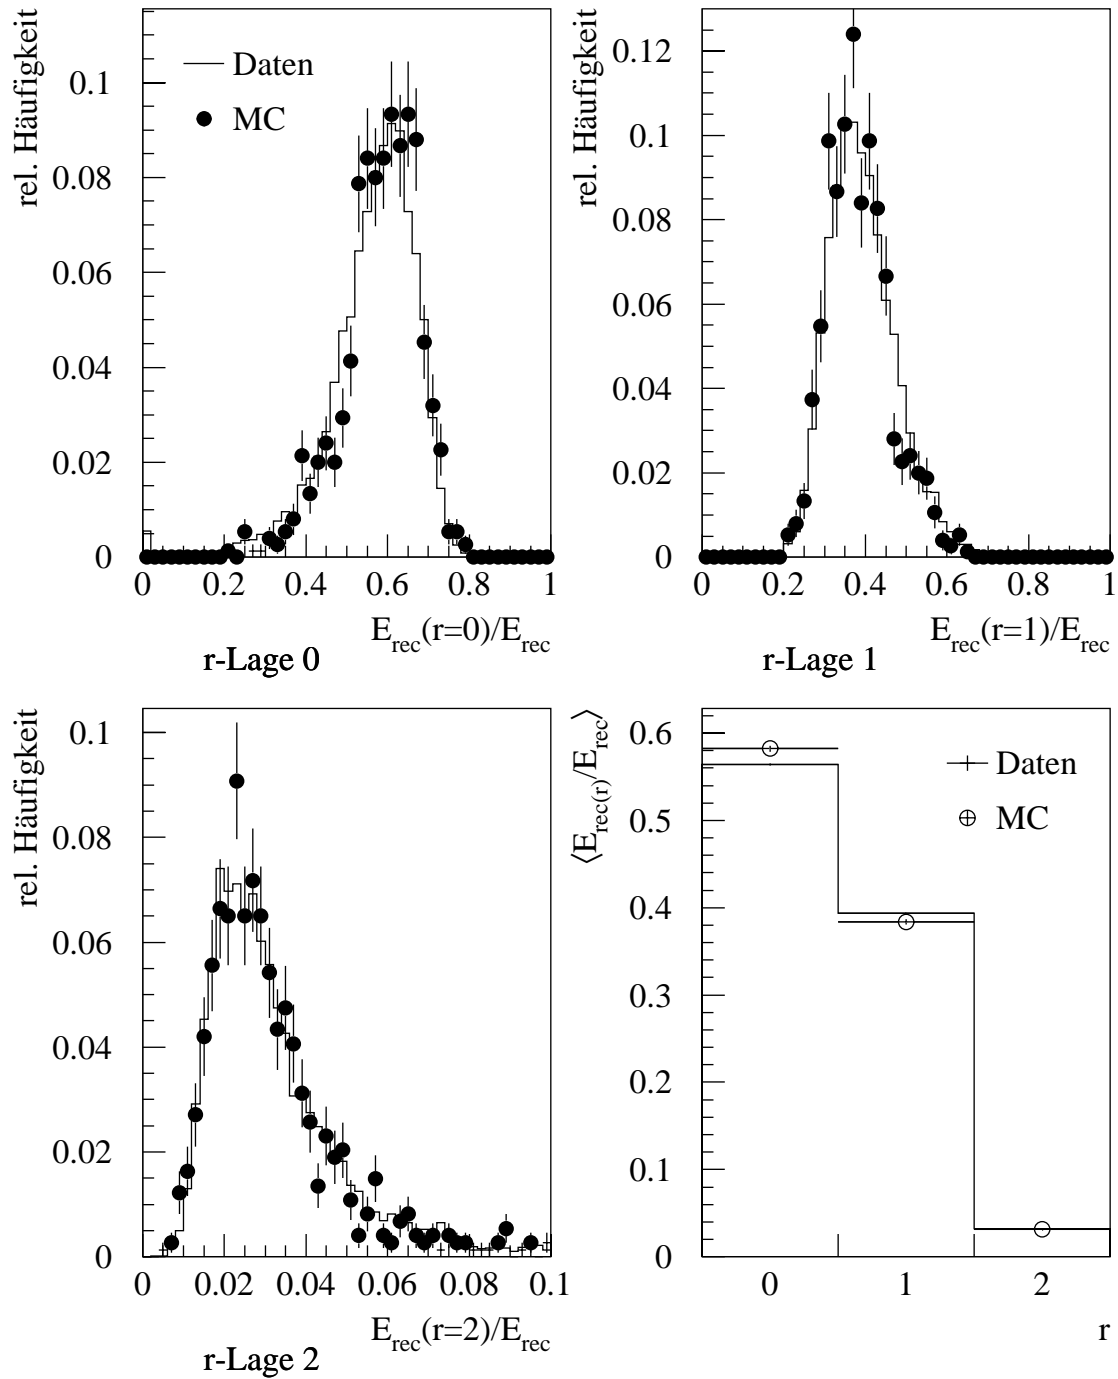 rel. Häufigkeit
Daten
MC
0.1
0.08
0.06
0.04
0.02
0
0 0.2 0.4 0.6 0.8 1
E_rec(r=0)/E_rec
r-Lage 0
rel. Häufigkeit
0.12
0.1
0.08
0.06
0.04
0.02
0
0 0.2 0.4 0.6 0.8 1
E_rec(r=1)/E_rec
r-Lage 1
rel. Häufigkeit
0.1
0.08
0.06
0.04
0.02
0
0 0.02 0.04 0.06 0.08 0.1
E_rec(r=2)/E_rec
r-Lage 2
⟨E_rec(r)/E_rec⟩
Daten
MC
0.6
0.5
0.4
0.3
0.2
0.1
0
0 1 2
r